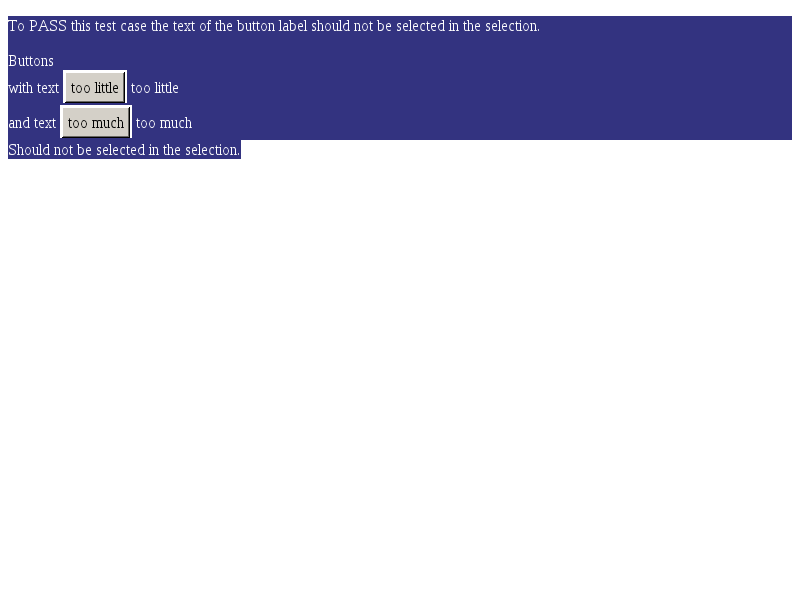 To PASS this test case the text of the button label should not be selected in the selection.
Buttons
with text too little too little
and text too much too much
Should not be selected in the selection.